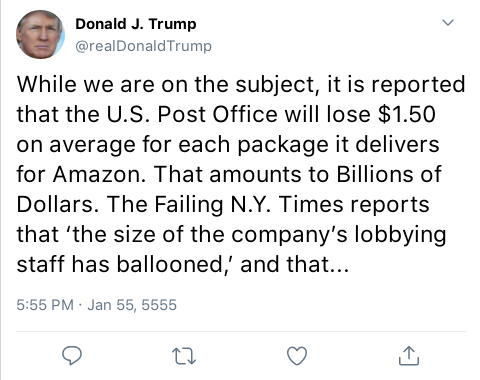 Donald J. Trump
@realDonaldTrump
While we are on the subject, it is reported
that the U.S. Post Office will lose $1.50
on average for each package it delivers
for Amazon. That amounts to Billions of
Dollars. The Failing N.Y. Times reports
that ‘the size of the company’s lobbying
staff has ballooned,’ and that...
5:55 PM · Jan 55, 5555